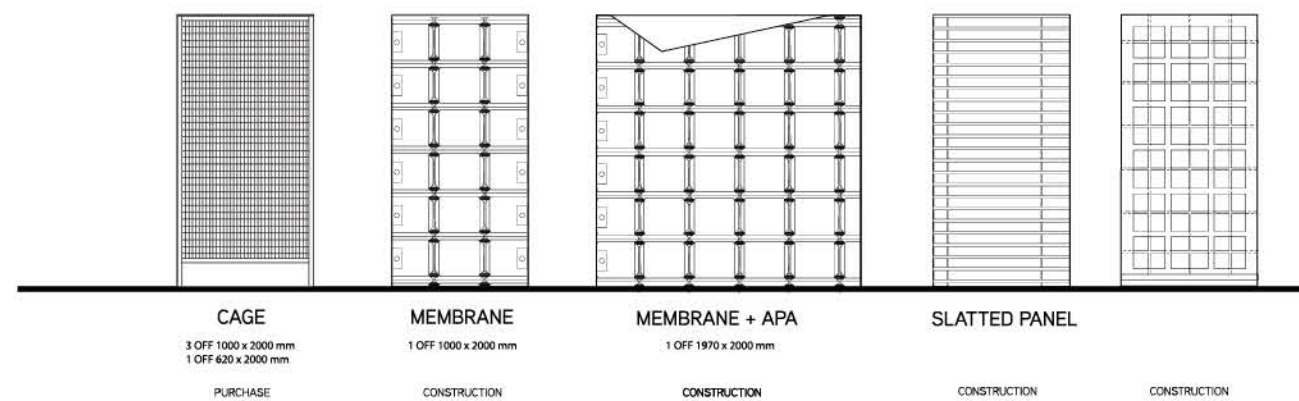 CAGE
3 OFF 1000 x 2000 mm
1 OFF 620 x 2000 mm
PURCHASE
MEMBRANE
1 OFF 1000 x 2000 mm
CONSTRUCTION
MEMBRANE + APA
1 OFF 1970 x 2000 mm
CONSTRUCTION
SLATTED PANEL
CONSTRUCTION
CONSTRUCTION